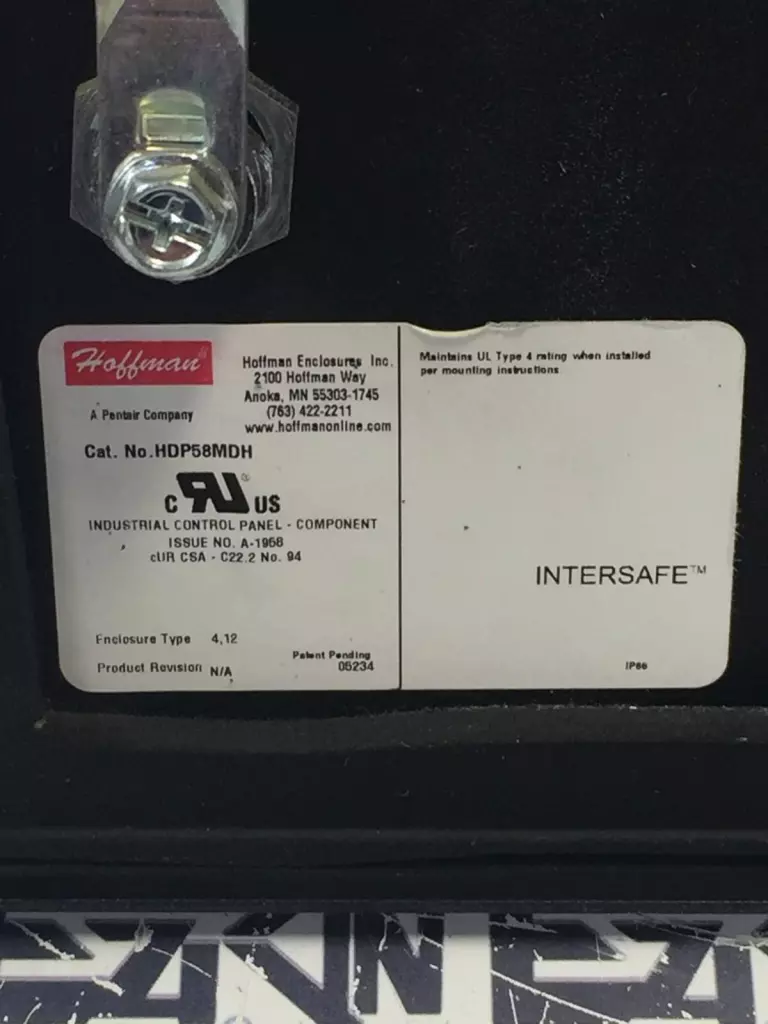 Hoffman®
A Pentair Company
Hoffman Enclosures Inc.
2100 Hoffman Way
Anoka, MN 55303-1745
(763) 422-2211
www.hoffmanonline.com
Cat. No.HDP58MDH
C RU® US
INDUSTRIAL CONTROL PANEL - COMPONENT
ISSUE NO. A-1958
cUR CSA - C22.2 No. 94
Enclosure Type 4,12
Product Revision N/A
Patent Pending
05234
Maintains UL Type 4 rating when installed
per mounting instructions
INTERSAFE™
IP66